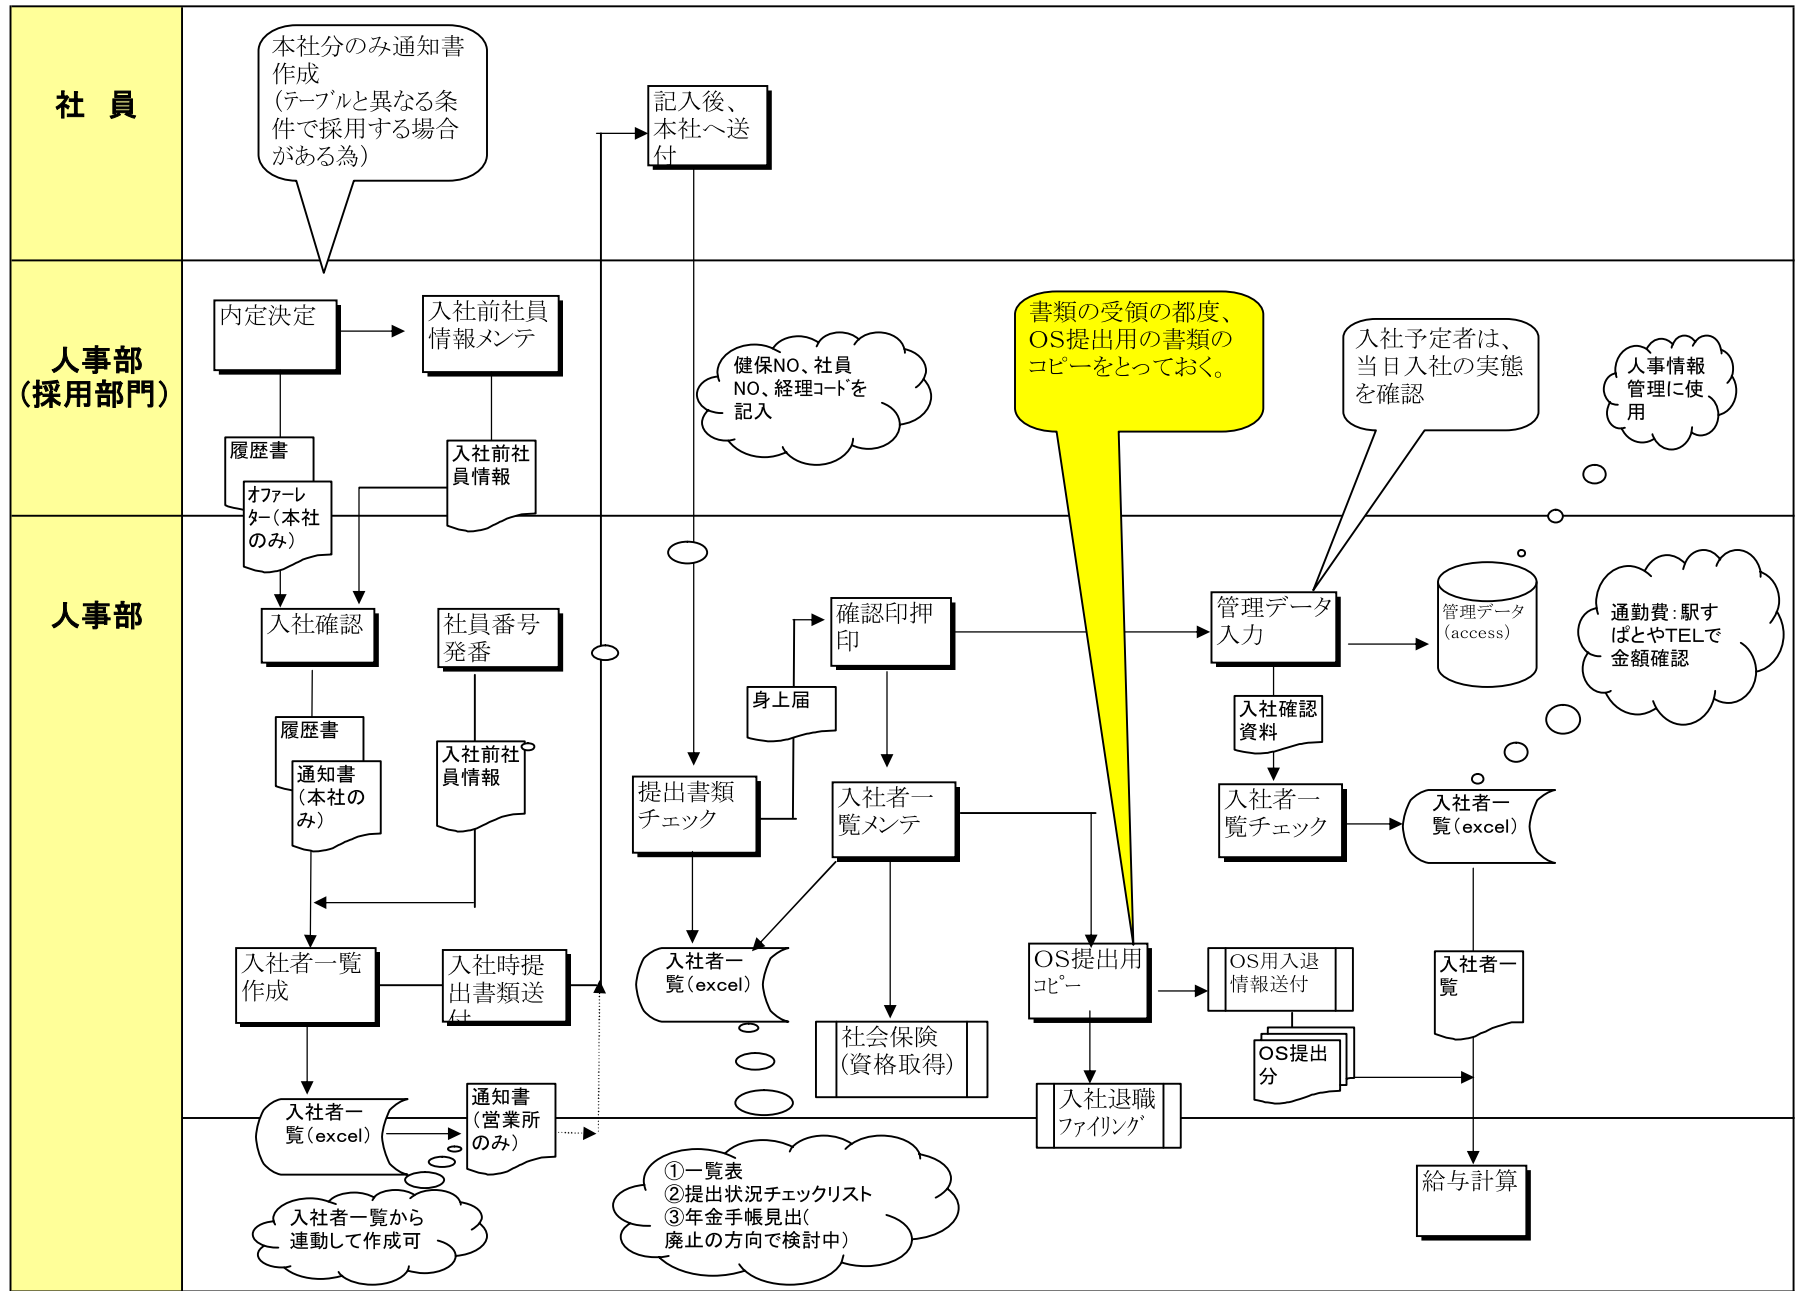 社 員
本社分のみ通知書
作成
（テーブルと異なる条
件で採用する場合
がある為）
記入後、
本社へ送
付
人事部
（採用部門）
内定決定
入社前社員
情報メンテ
履歴書
オファーレ
ター（本社
のみ）
入社前社
員情報
健保NO、社員
NO、経理コードを
記入
書類の受領の都度、
OS提出用の書類の
コピーをとっておく。
入社予定者は、
当日入社の実態
を確認
人事情報
管理に使
用
人事部
入社確認
社員番号
発番
履歴書
通知書
（本社の
み）
入社前社
員情報
入社者一覧
作成
入社時提
出書類送
付
入社者一
覧（excel）
通知書
（営業所
のみ）
入社者一覧から
連動して作成可
提出書類
チェック
身上届
確認印押
印
入社者一
覧メンテ
入社者一
覧（excel）
社会保険
(資格取得)
①一覧表
②提出状況チェックリスト
③年金手帳見出(
廃止の方向で検討中）
OS提出用
コピー
入社退職
ファイリング
OS用入退
情報送付
OS提出
分
管理データ
入力
管理データ
（access）
入社確認
資料
入社者一
覧チェック
入社者一
覧（excel）
通勤費：駅す
ぱとやTELで
金額確認
入社者一
覧
給与計算